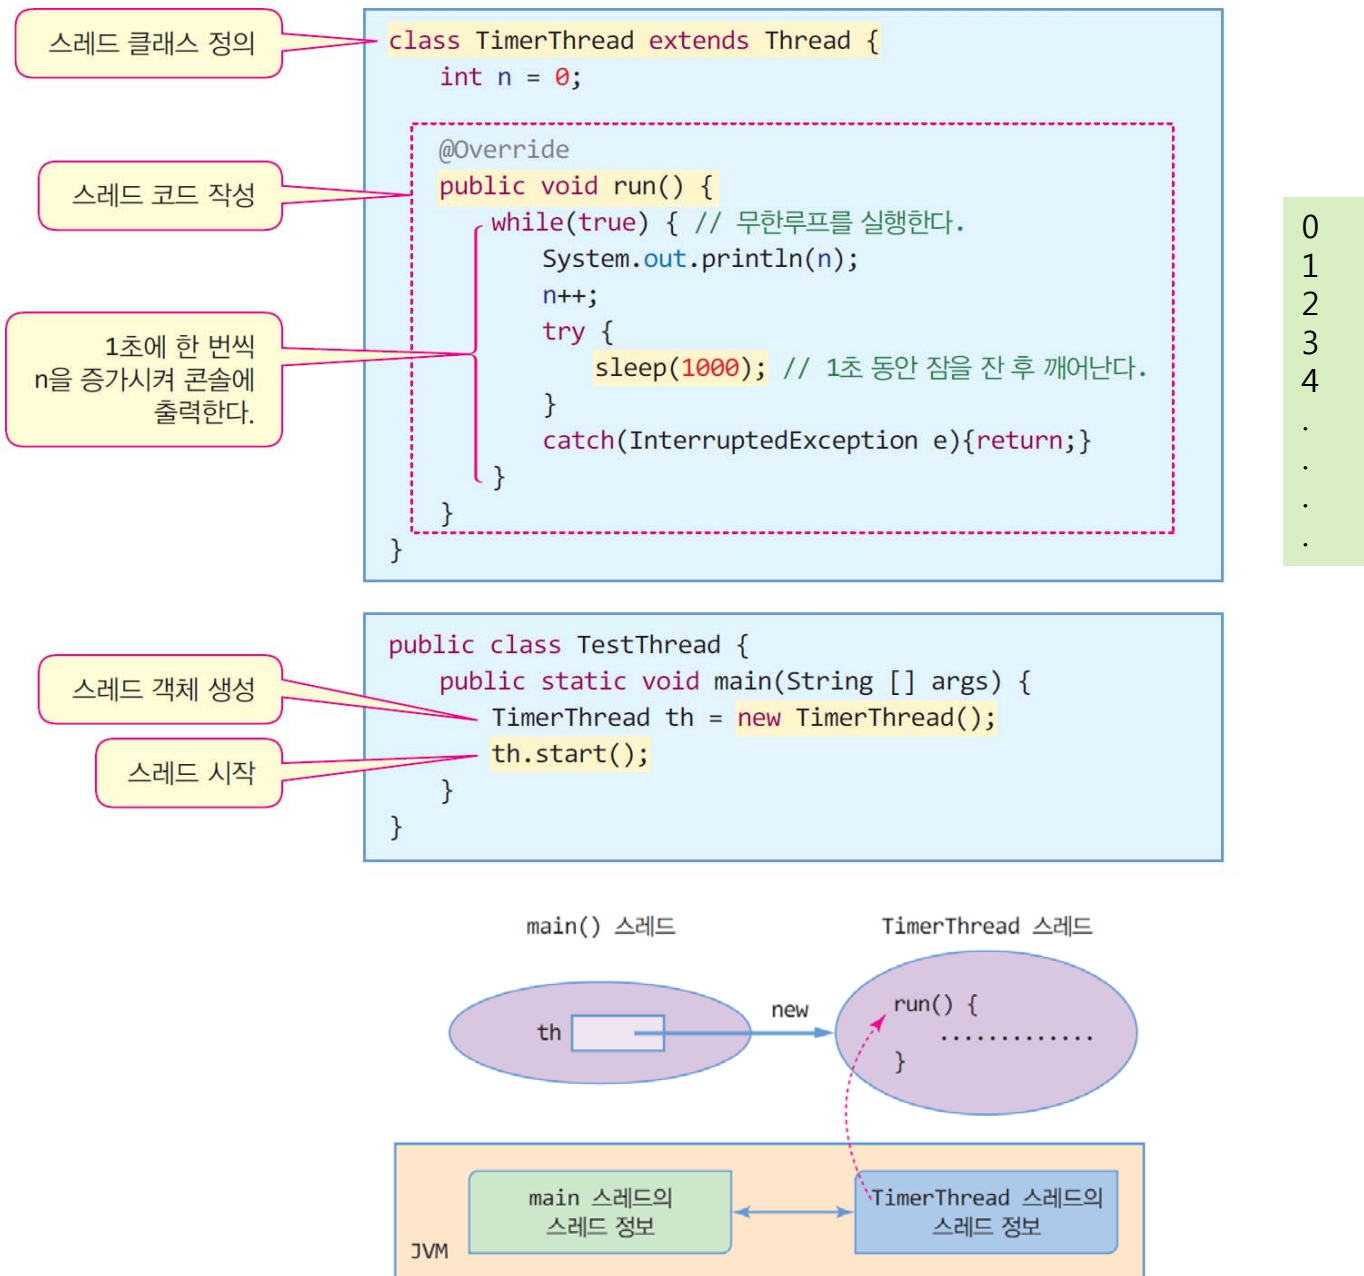 스레드 클래스 정의
class TimerThread extends Thread {
int n = 0;
@Override
스레드 코드 작성
public void run() {
while(true) { // 무한루프를 실행한다.
System.out.println(n);
n++;
1초에 한 번씩
n을 증가시켜 콘솔에
출력한다.
try {
sleep(1000); // 1초 동안 잠을 잔 후 깨어난다.
}
catch(InterruptedException e){return;}
}
}
}
0
1
2
3
4
.
.
.
.
public class TestThread {
public static void main(String [] args) {
스레드 객체 생성
TimerThread th = new TimerThread();
스레드 시작
th.start();
}
}
main() 스레드
TimerThread 스레드
th
new
run() {
.............
}
main 스레드의
스레드 정보
TimerThread 스레드의
스레드 정보
JVM